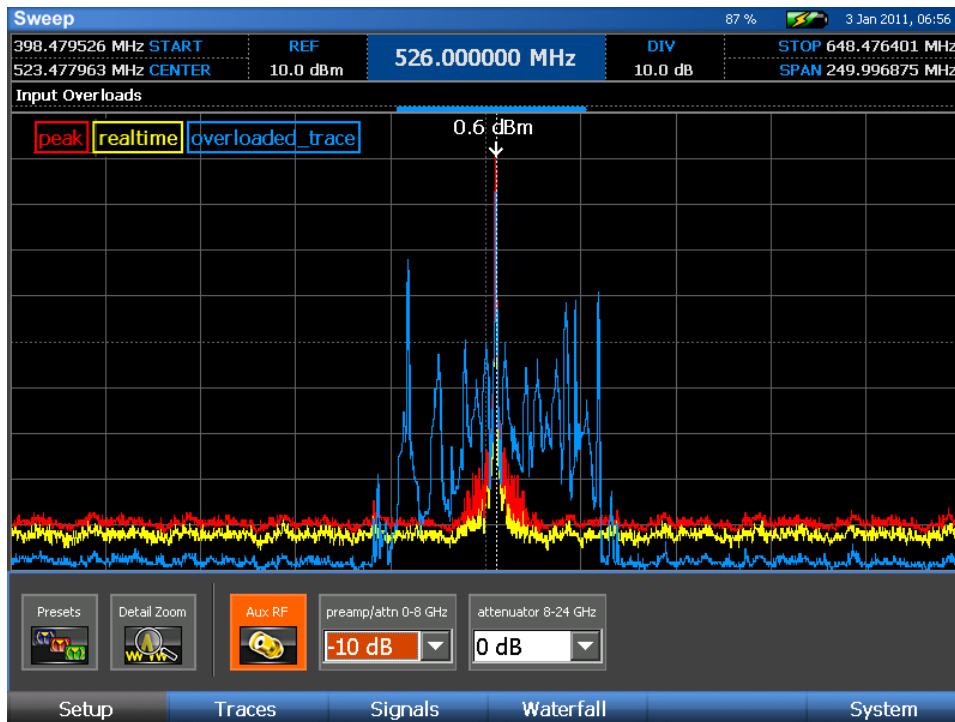 Sweep 87 % 3 Jan 2011, 06:56
398.479526 MHz START REF 526.000000 MHz DIV STOP 648.476401 MHz
523.477963 MHz CENTER 10.0 dBm 10.0 dB SPAN 249.996875 MHz
Input Overloads
0.6 dBm
peak realtime overloaded_trace
Presets Detail Zoom Aux RF preamp/attn 0-8 GHz attenuator 8-24 GHz
-10 dB 0 dB
Setup Traces Signals Waterfall System